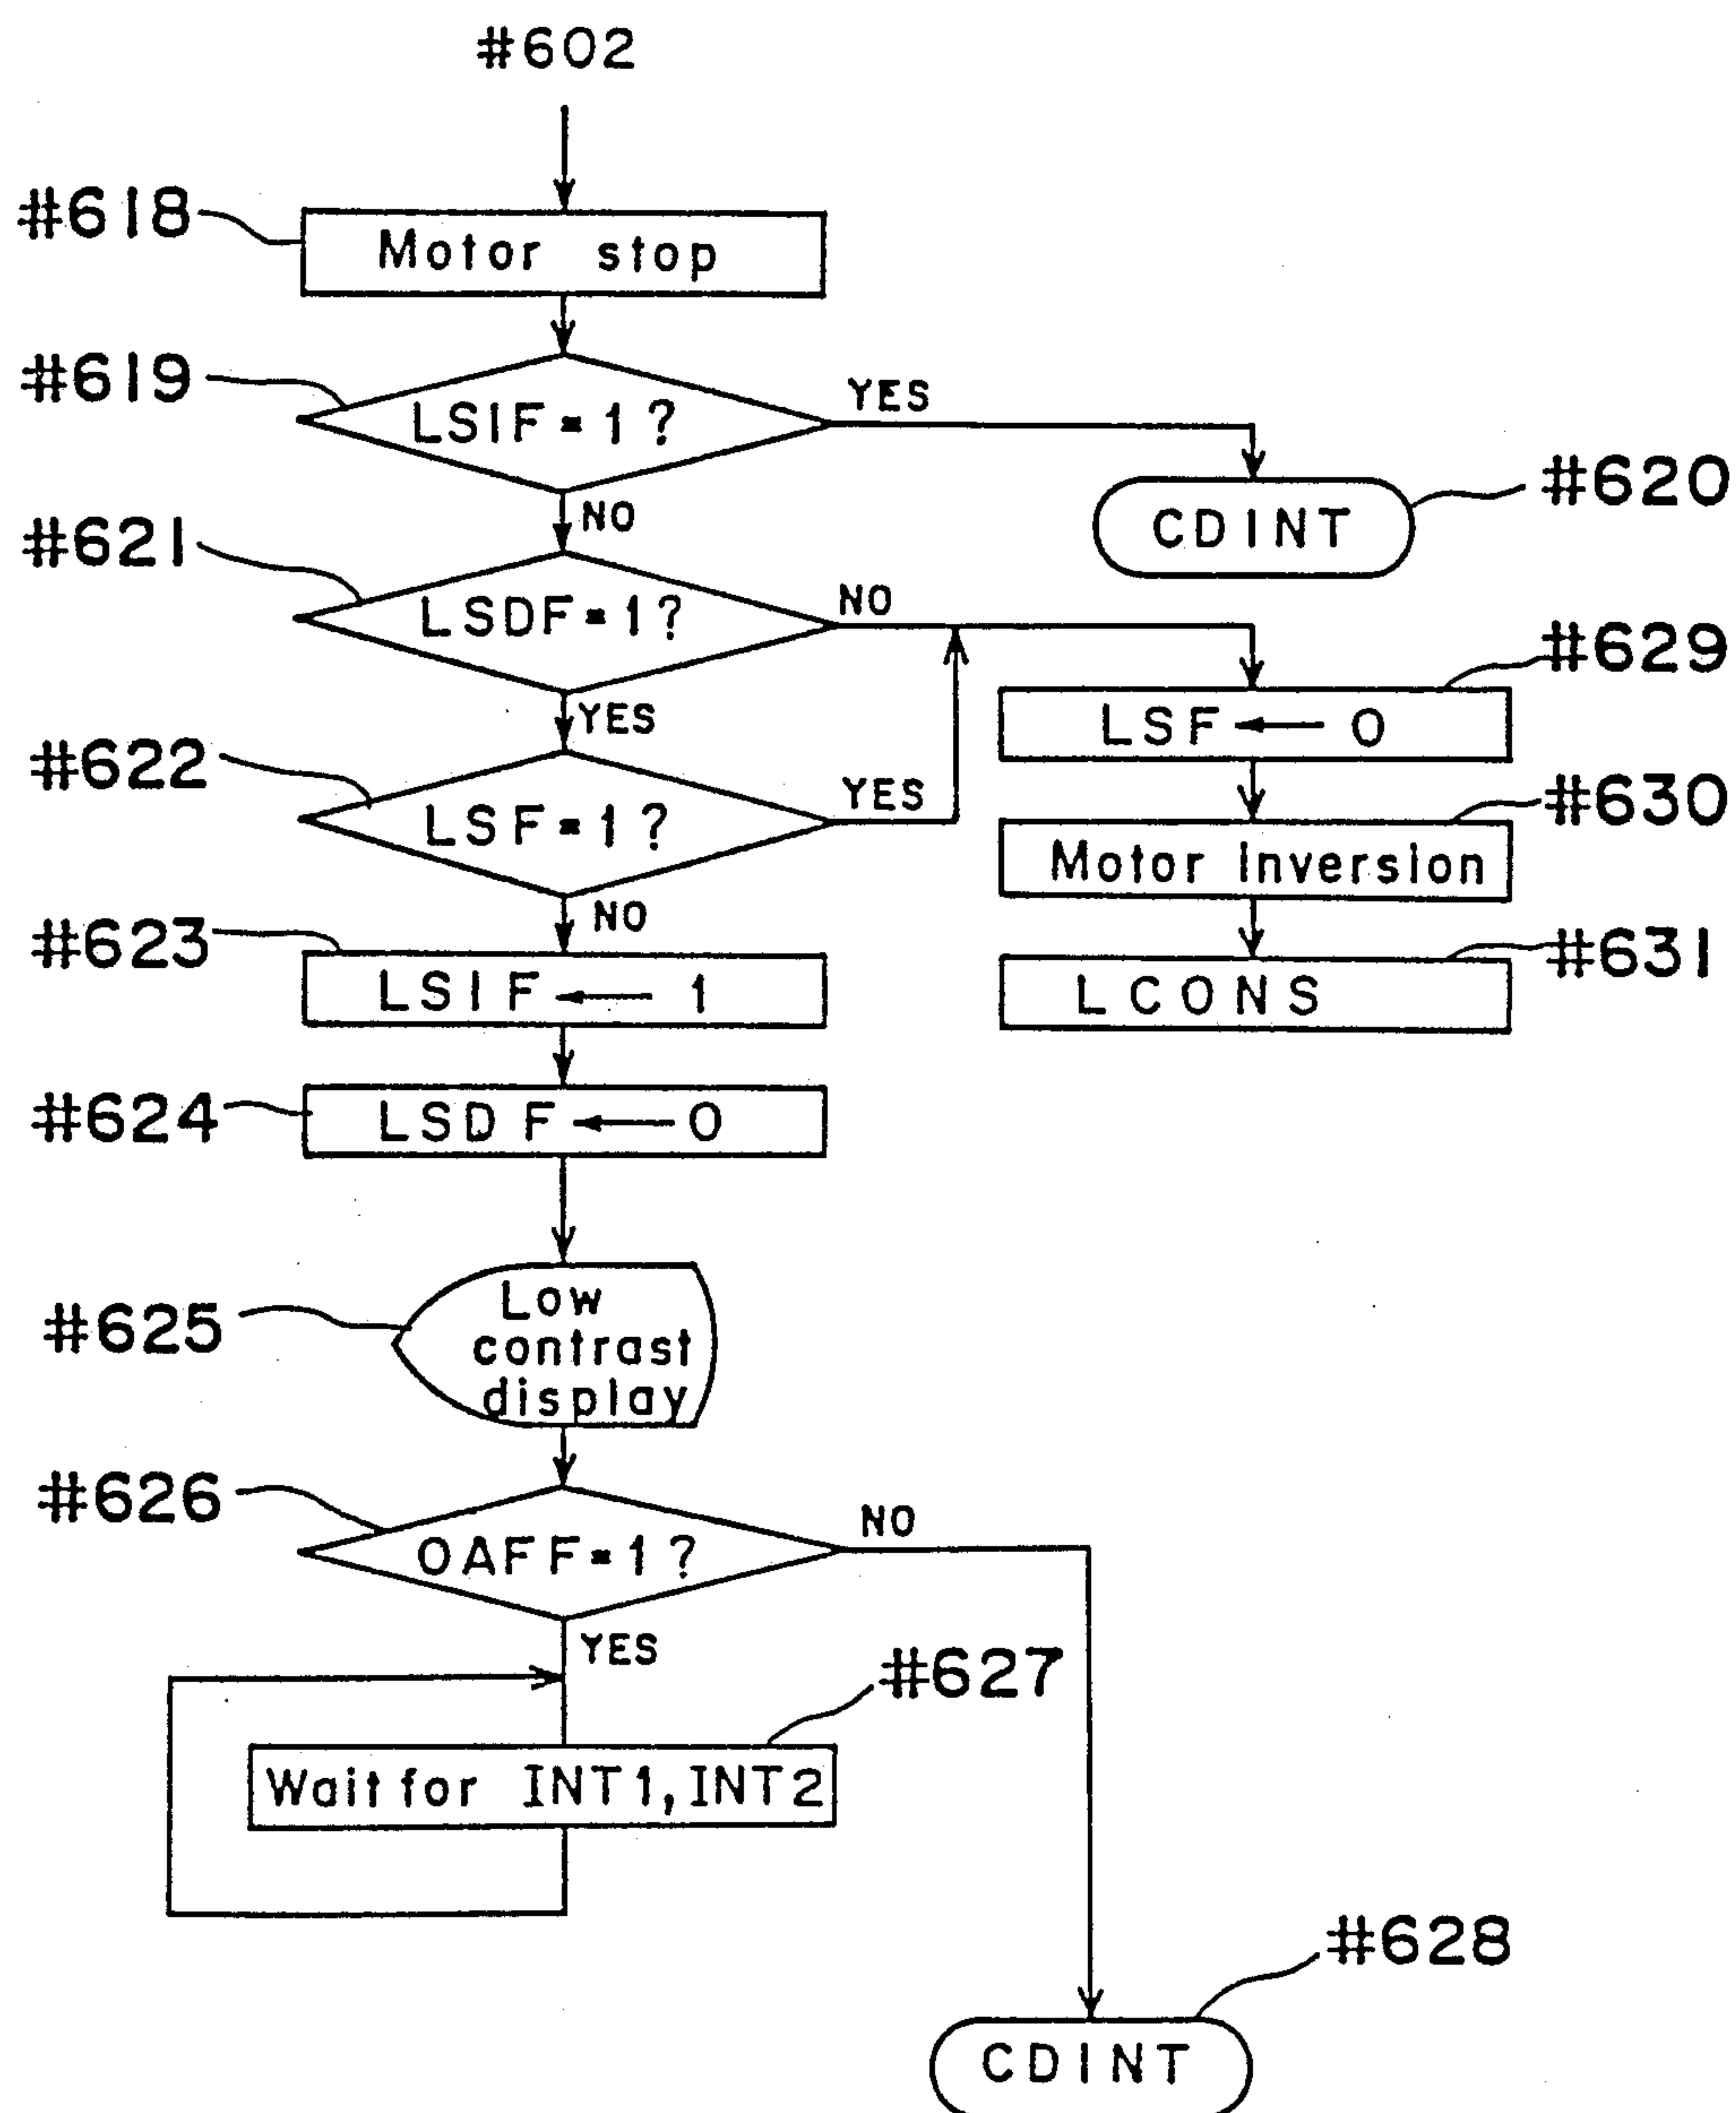 #602
#618
Motor stop
#619
LSIF=1?
YES
#620
CDINT
NO
#621
LSDF=1?
NO
#629
LSF ← 0
YES
#622
LSF=1?
YES
#630
Motor inversion
NO
#623
LSIF ← 1
#631
LCONS
#624
LSDF ← 0
#625
Low
contrast
display
#626
OAFF=1?
NO
YES
#627
Wait for INT1, INT2
#628
CDINT